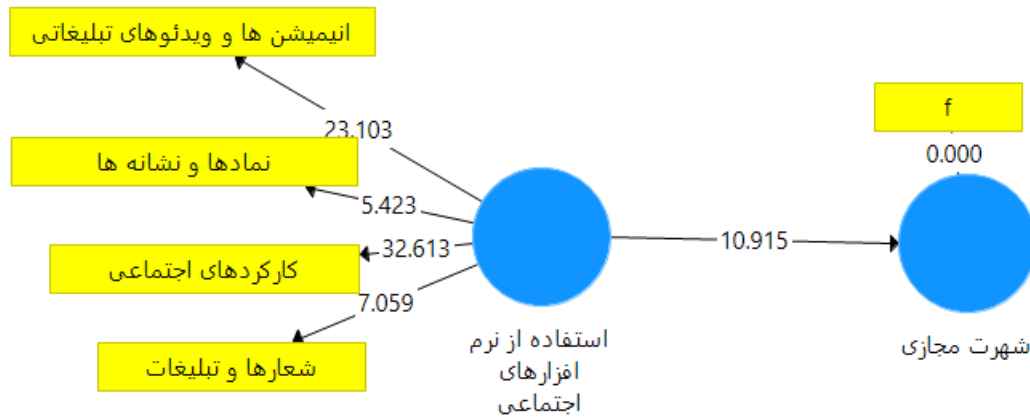 انیمیشن ها و ویدئوهای تبلیغاتی
23.103
نمادها و نشانه ها
5.423
کارکردهای اجتماعی
32.613
شعارها و تبلیغات
7.059
استفاده از نرم
افزارهای
اجتماعی
10.915
f
0.000
شهرت مجازی